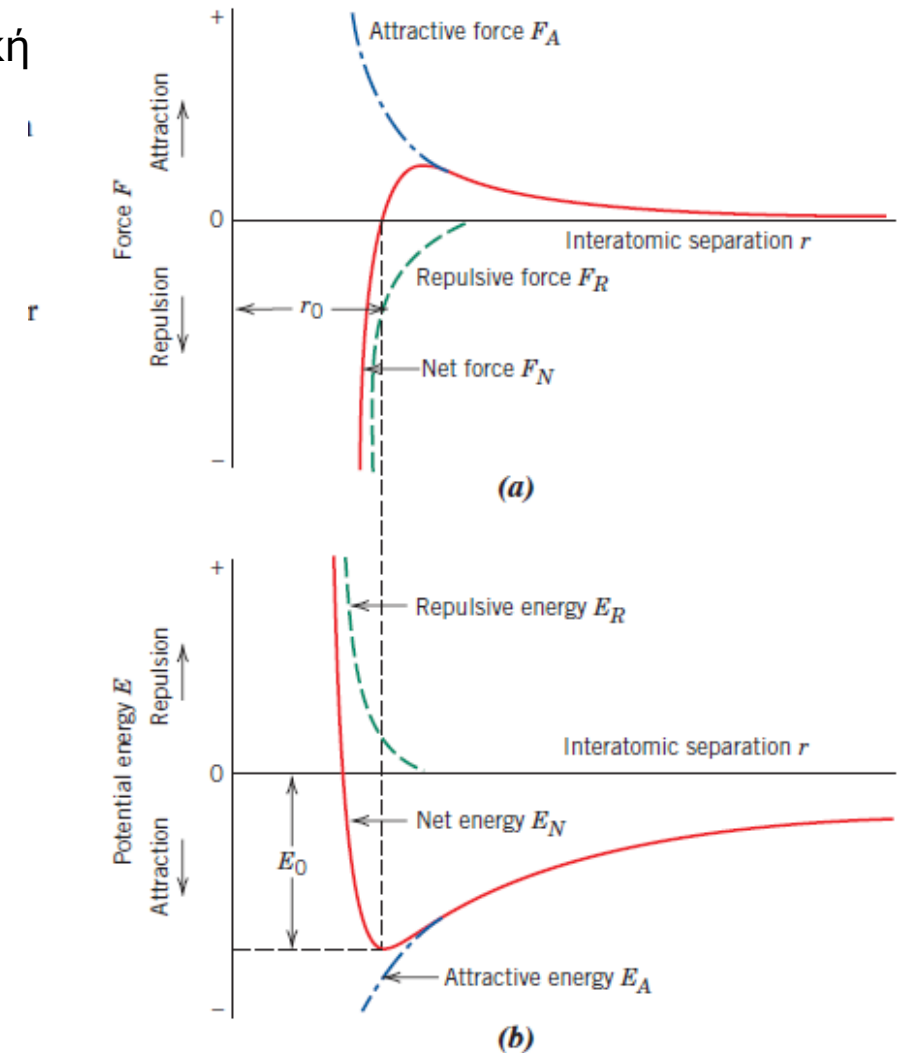 κή
+
Attractive force F_A
Attraction
Force F
0
Interatomic separation r
Repulsive force F_R
r
r_0
Repulsion
Net force F_N
−
(a)
+
Repulsive energy E_R
Repulsion
Potential energy E
Interatomic separation r
0
Net energy E_N
E_0
Attraction
Attractive energy E_A
−
(b)